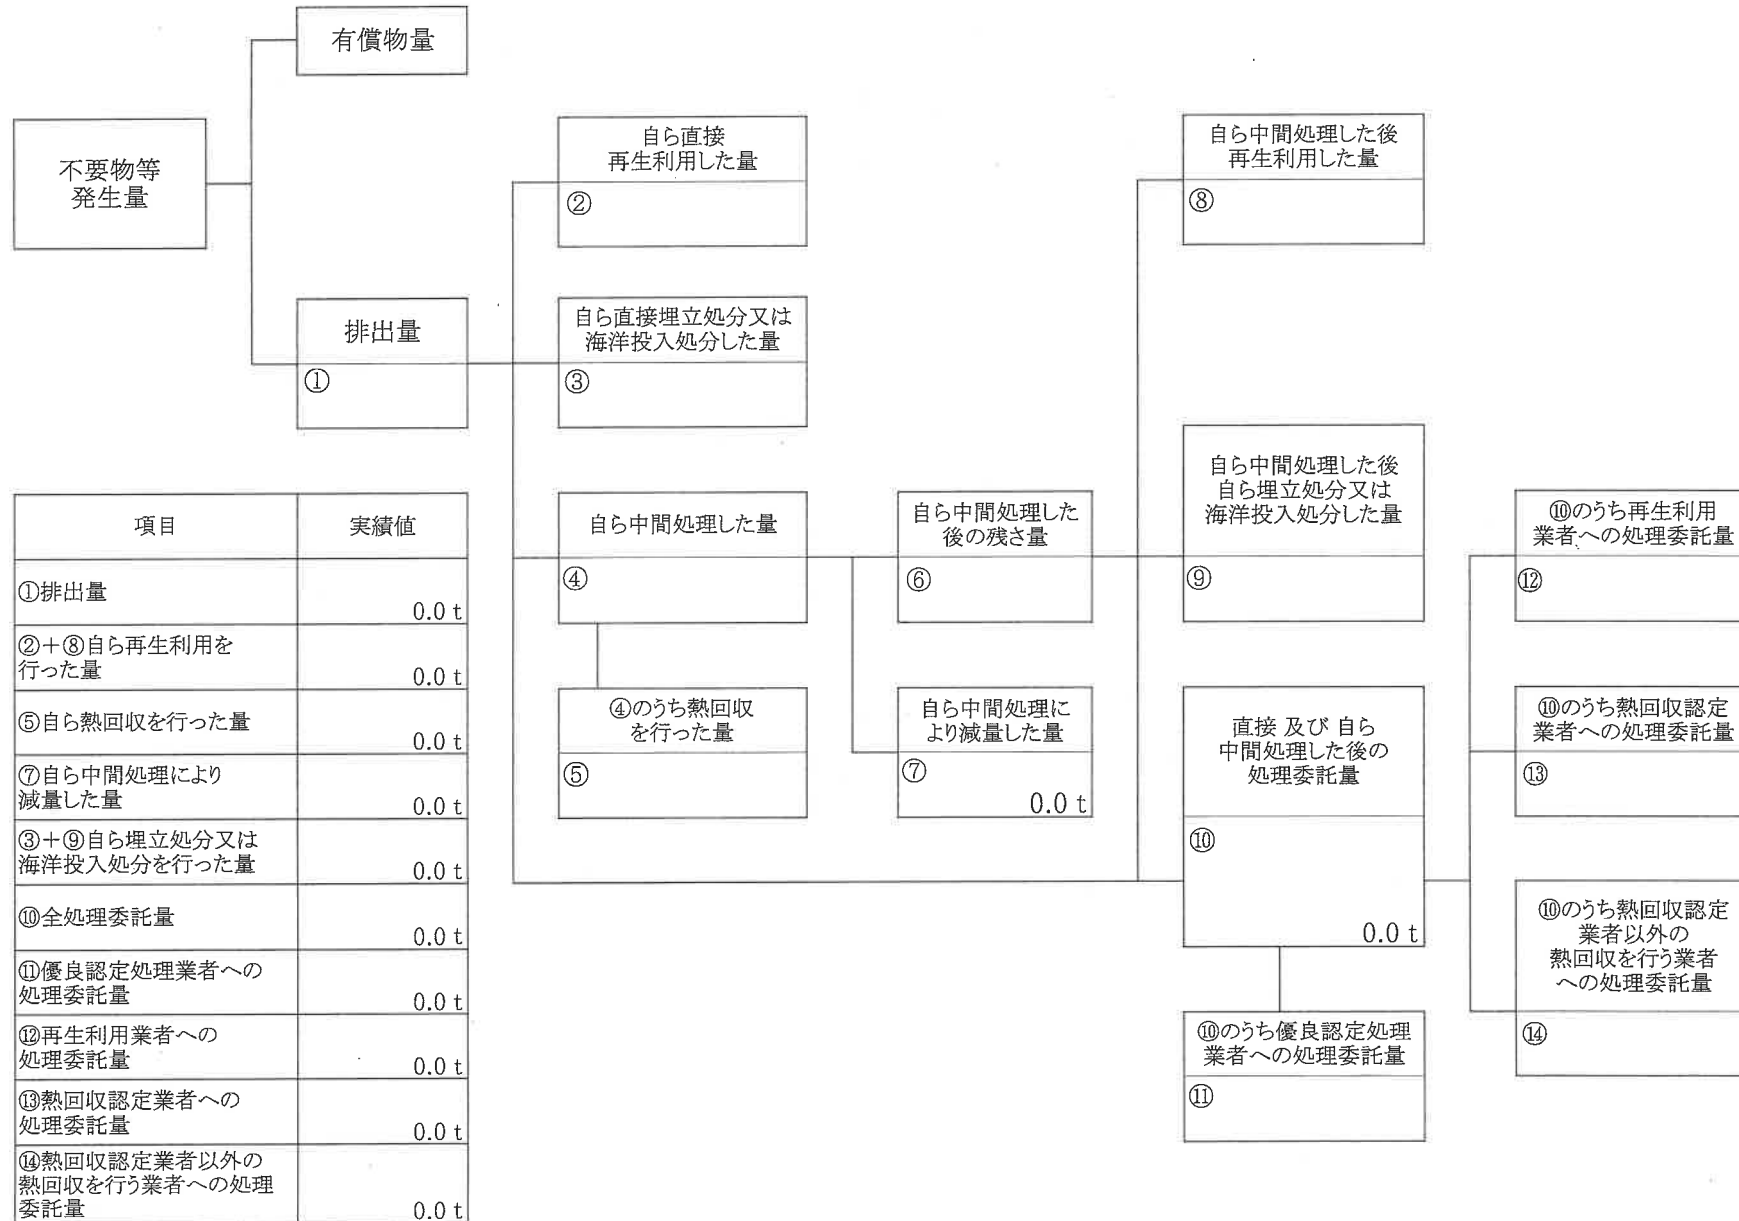 有償物量
不要物等
発生量
自ら直接
再生利用した量
②
自ら中間処理した後
再生利用した量
⑧
排出量
①
自ら直接埋立処分又は
海洋投入処分した量
③
自ら中間処理した量
④
自ら中間処理した
後の残さ量
⑥
自ら中間処理した後
自ら埋立処分又は
海洋投入処分した量
⑨
⑩のうち再生利用
業者への処理委託量
⑫
④のうち熱回収
を行った量
⑤
自ら中間処理に
より減量した量
⑦
0.0 t
直接 及び 自ら
中間処理した後の
処理委託量
⑩
0.0 t
⑩のうち熱回収認定
業者への処理委託量
⑬
⑩のうち熱回収認定
業者以外の
熱回収を行う業者
への処理委託量
⑭
⑩のうち優良認定処理
業者への処理委託量
⑪
項目 実績値
①排出量
0.0 t
②+⑧自ら再生利用を
行った量
0.0 t
⑤自ら熱回収を行った量
0.0 t
⑦自ら中間処理により
減量した量
0.0 t
③+⑨自ら埋立処分又は
海洋投入処分を行った量
0.0 t
⑩全処理委託量
0.0 t
⑪優良認定処理業者への
処理委託量
0.0 t
⑫再生利用業者への
処理委託量
0.0 t
⑬熱回収認定業者への
処理委託量
0.0 t
⑭熱回収認定業者以外の
熱回収を行う業者への処理
委託量
0.0 t